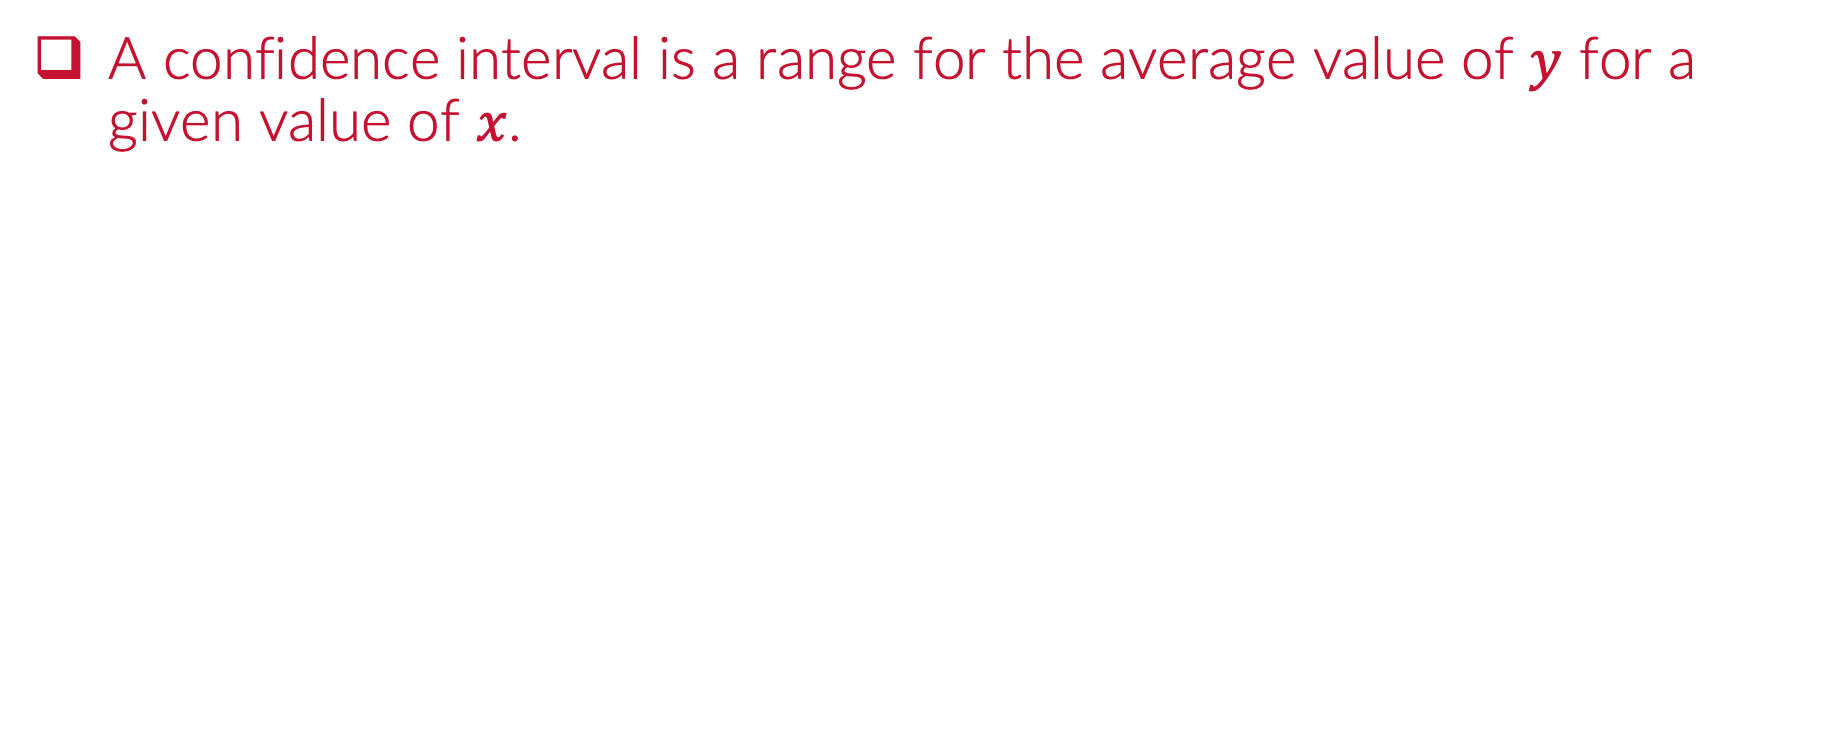 ❑ A confidence interval is a range for the average value of y for a
given value of x.